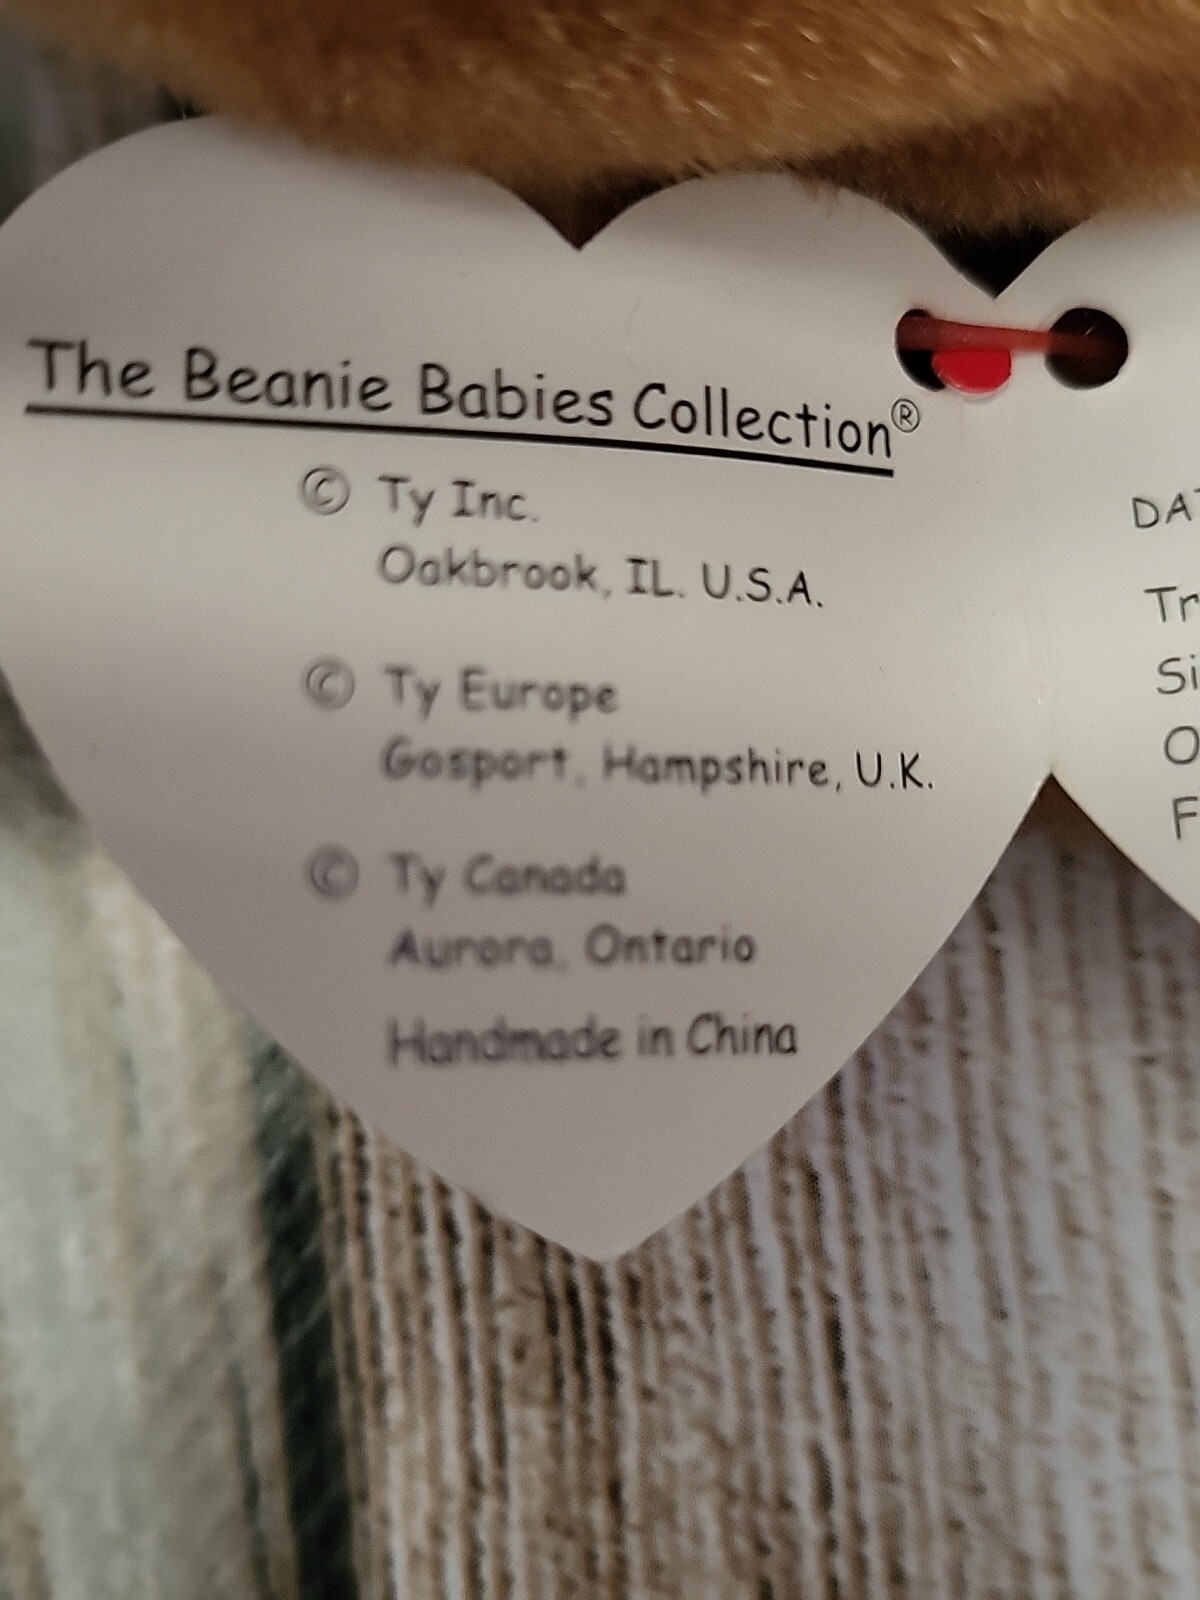 The Beanie Babies Collection®
© Ty Inc.
Oakbrook, IL. U.S.A.
© Ty Europe
Gosport, Hampshire, U.K.
© Ty Canada
Aurora, Ontario
Handmade in China